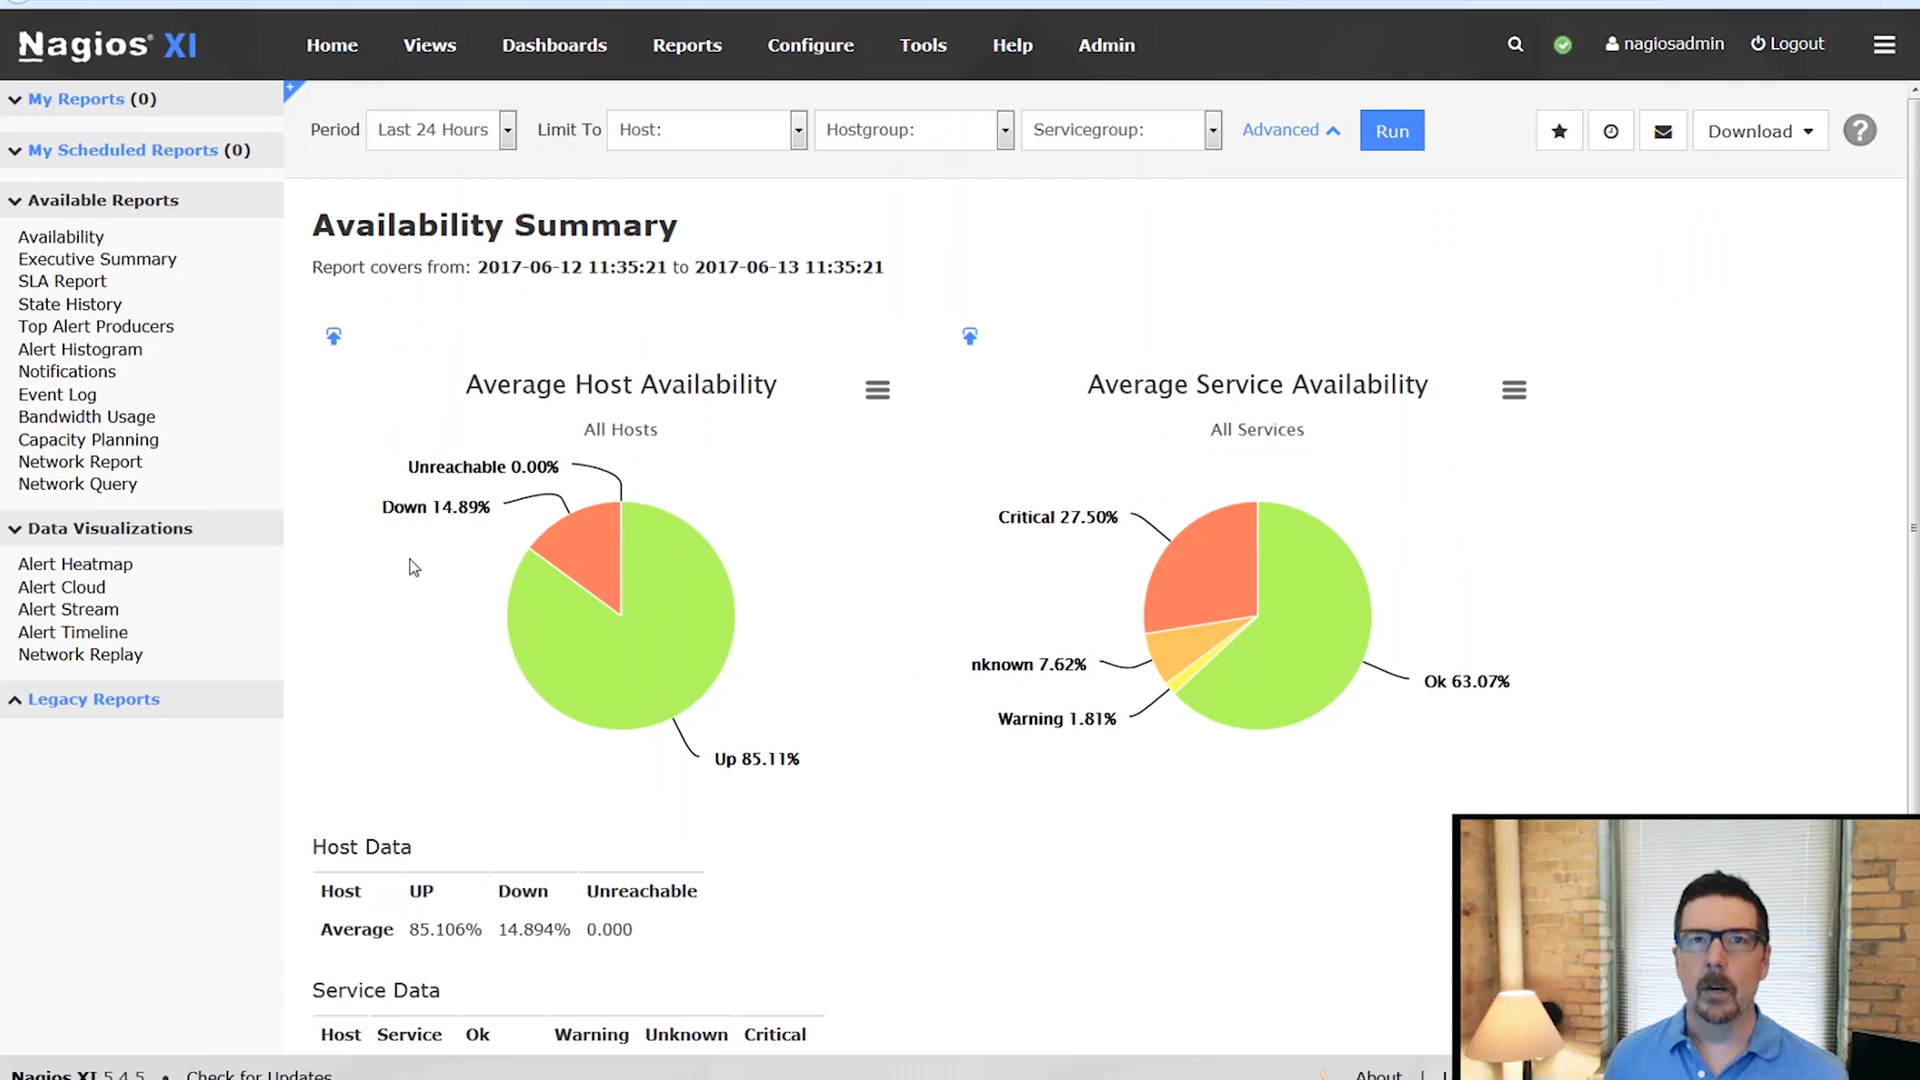 Nagios® XI Home Views Dashboards Reports Configure Tools Help Admin nagiosadmin Logout
My Reports (0)
My Scheduled Reports (0)
Available Reports
Availability
Executive Summary
SLA Report
State History
Top Alert Producers
Alert Histogram
Notifications
Event Log
Bandwidth Usage
Capacity Planning
Network Report
Network Query
Data Visualizations
Alert Heatmap
Alert Cloud
Alert Stream
Alert Timeline
Network Replay
Legacy Reports
Period Last 24 Hours Limit To Host: Hostgroup: Servicegroup: Advanced Run Download ?
Availability Summary
Report covers from: 2017-06-12 11:35:21 to 2017-06-13 11:35:21
Average Host Availability
All Hosts
Unreachable 0.00%
Down 14.89%
Up 85.11%
Average Service Availability
All Services
Critical 27.50%
nknown 7.62%
Warning 1.81%
Ok 63.07%
Host Data
Host UP Down Unreachable
Average 85.106% 14.894% 0.000
Service Data
Host Service Ok Warning Unknown Critical
Nagios XI 5.4.5 • Check for Updates About |